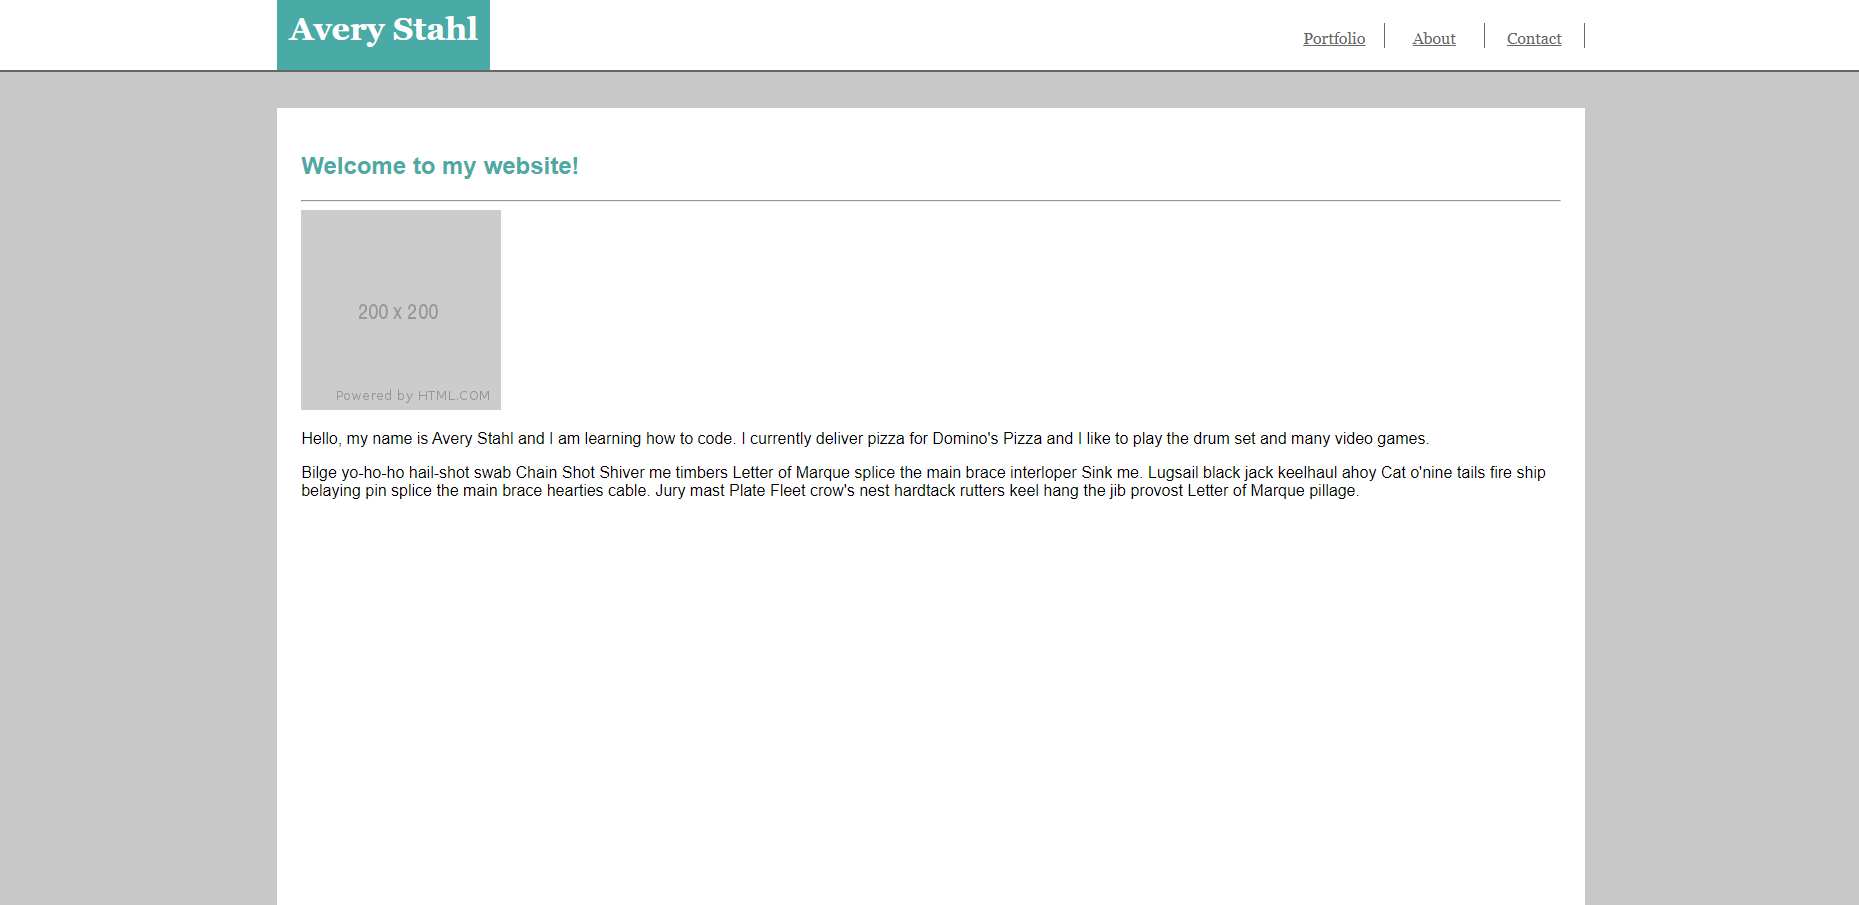 Avery Stahl
Portfolio
About
Contact
Welcome to my website!
200 x 200
Powered by HTML.COM
Hello, my name is Avery Stahl and I am learning how to code. I currently deliver pizza for Domino's Pizza and I like to play the drum set and many video games.
Bilge yo-ho-ho hail-shot swab Chain Shot Shiver me timbers Letter of Marque splice the main brace interloper Sink me. Lugsail black jack keelhaul ahoy Cat o'nine tails fire ship
belaying pin splice the main brace hearties cable. Jury mast Plate Fleet crow's nest hardtack rutters keel hang the jib provost Letter of Marque pillage.